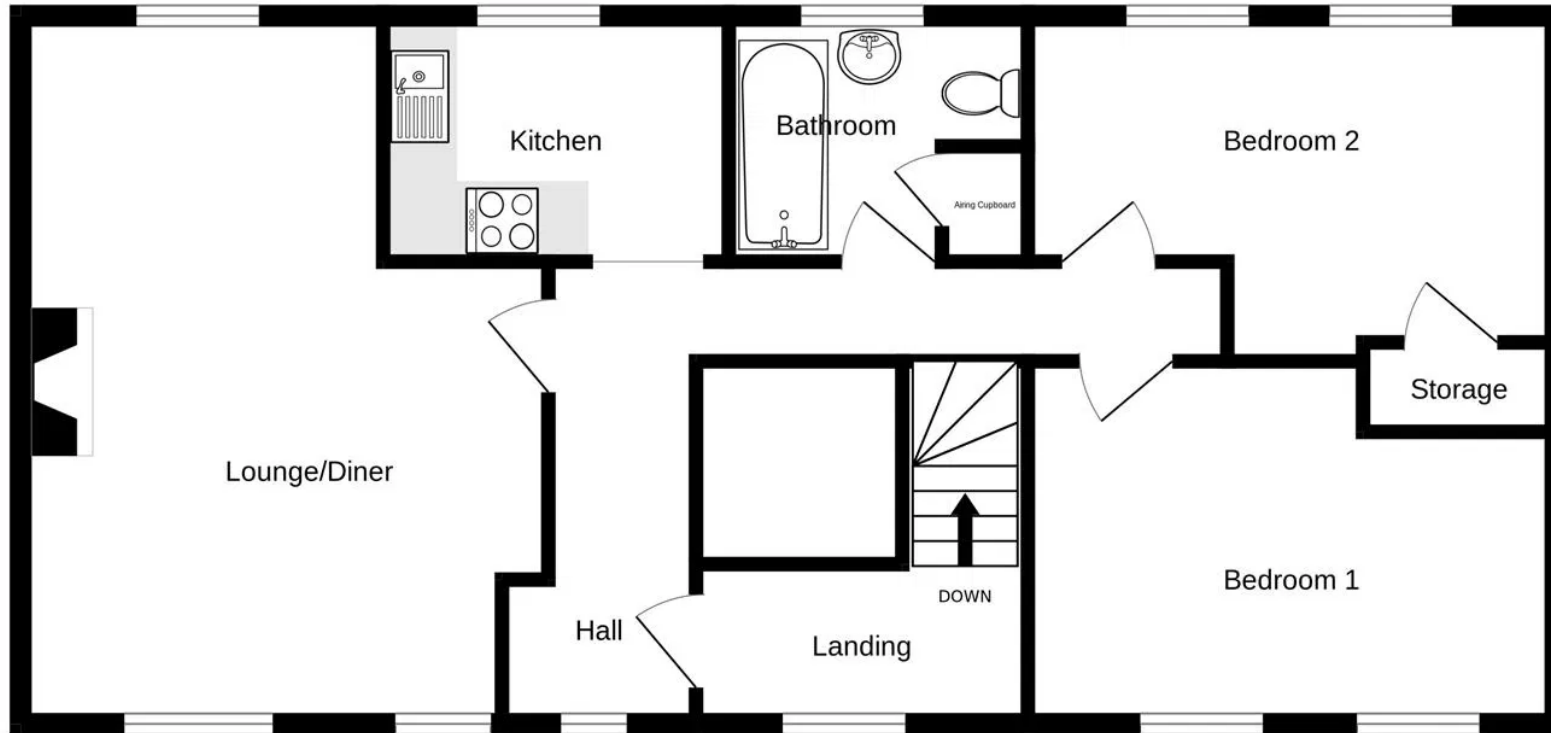 Kitchen
Bathroom
Bedroom 2
Airing Cupboard
Storage
Lounge/Diner
Bedroom 1
DOWN
Hall
Landing